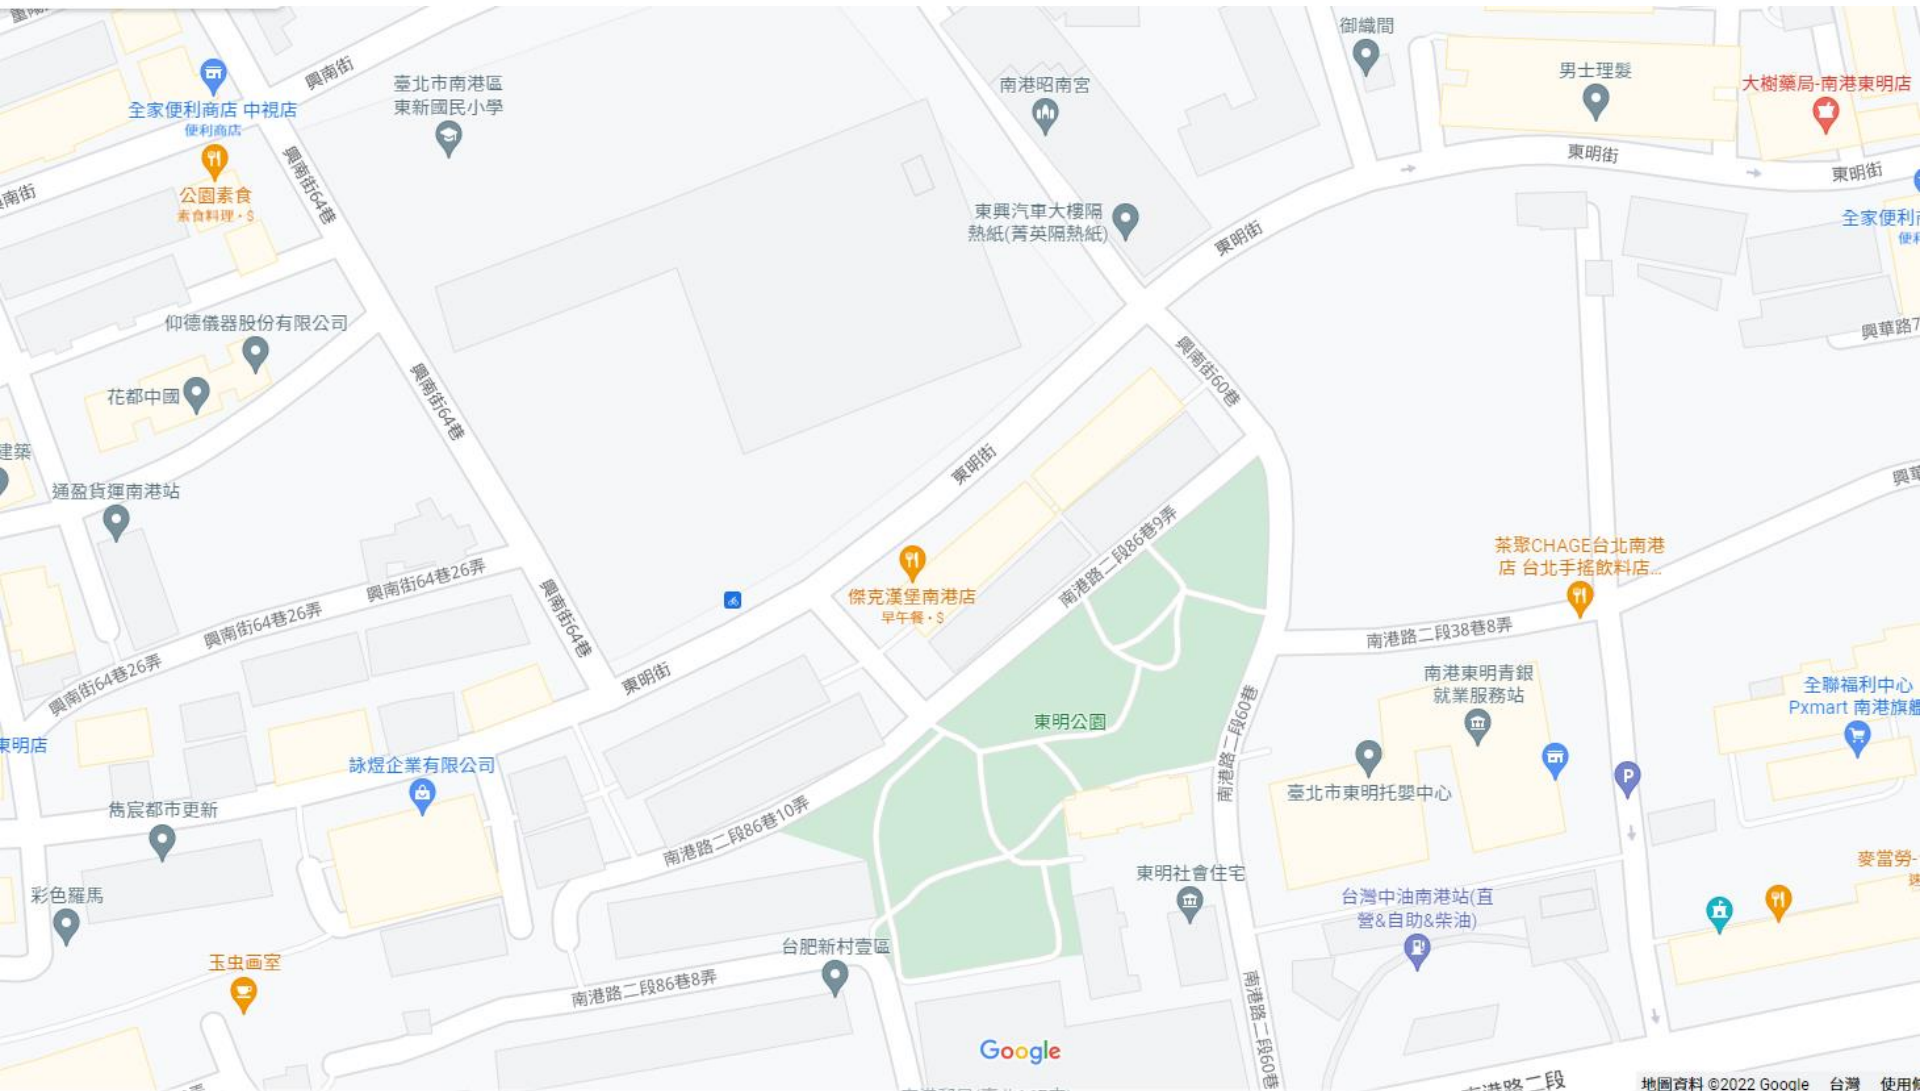 興南街
全家便利商店 中視店
便利商店
公園素食
素食料理・$
南街
興南街64巷
臺北市南港區
東新國民小學
南港昭南宮
御織間
男士理髮
大樹藥局-南港東明店
東明街
東明街
全家便利
東興汽車大樓隔
熱紙(菁英隔熱紙)
東明街
仰德儀器股份有限公司
花都中國
興南街64巷
興南街60巷
興華路7
建築
通盈貨運南港站
東明街
興南街64巷26弄
興南街64巷26弄
興南街64巷26弄
興南街64巷
傑克漢堡南港店
早午餐・$
南港路二段86巷9弄
茶聚CHAGE台北南港
店 台北手搖飲料店...
南港路二段38巷8弄
東明街
東明公園
南港路二段60巷
南港東明青銀
就業服務站
全聯福利中心
Pxmart 南港旗艦
P
東明店
詠煜企業有限公司
臺北市東明托嬰中心
雋宸都市更新
南港路二段86巷10弄
彩色羅馬
東明社會住宅
台灣中油南港站(直
營&自助&柴油)
麥當勞-
玉虫画室
台肥新村壹區
南港路二段86巷8弄
南港路二段60巷
Google
港路二段
地圖資料 ©2022 Google 台灣 使用